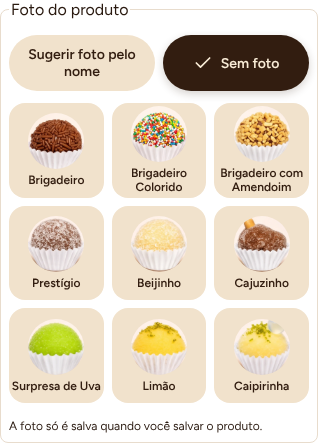 Foto do produto
Sugerir foto pelo
nome
Sem foto
Brigadeiro
Brigadeiro
Colorido
Brigadeiro com
Amendoim
Prestígio
Beijinho
Cajuzinho
Surpresa de Uva
Limão
Caipirinha
A foto só é salva quando você salvar o produto.